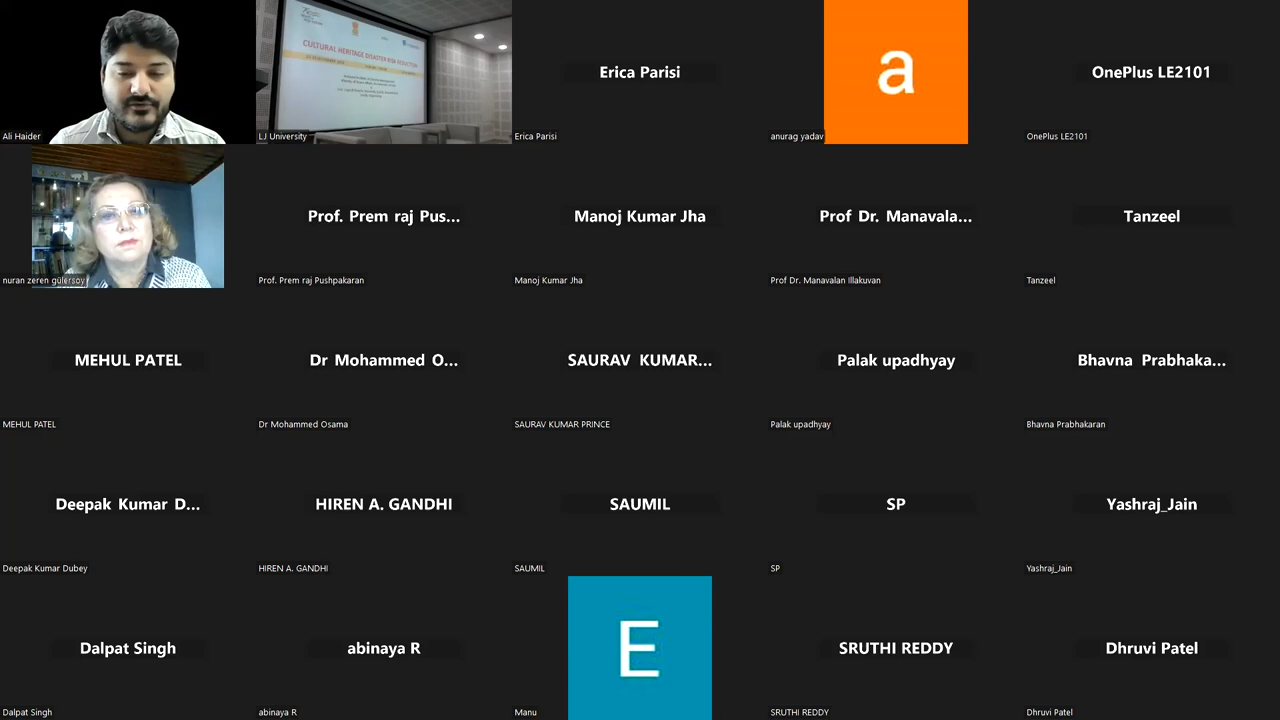 CULTURAL HERITAGE DISASTER RISK REDUCTION
Ali Haider
LJ University
Erica Parisi
Erica Parisi
a
anurag yadav
OnePlus LE2101
OnePlus LE2101
nuran zeren gülersoy
Prof. Prem raj Pus...
Prof. Prem raj Pushpakaran
Manoj Kumar Jha
Manoj Kumar Jha
Prof Dr. Manavala...
Prof Dr. Manavalan Illakuvan
Tanzeel
Tanzeel
MEHUL PATEL
MEHUL PATEL
Dr Mohammed O...
Dr Mohammed Osama
SAURAV KUMAR...
SAURAV KUMAR PRINCE
Palak upadhyay
Palak upadhyay
Bhavna Prabhaka...
Bhavna Prabhakaran
Deepak Kumar D...
Deepak Kumar Dubey
HIREN A. GANDHI
HIREN A. GANDHI
SAUMIL
SAUMIL
SP
SP
Yashraj_Jain
Yashraj_Jain
Dalpat Singh
Dalpat Singh
abinaya R
abinaya R
E
Manu
SRUTHI REDDY
SRUTHI REDDY
Dhruvi Patel
Dhruvi Patel